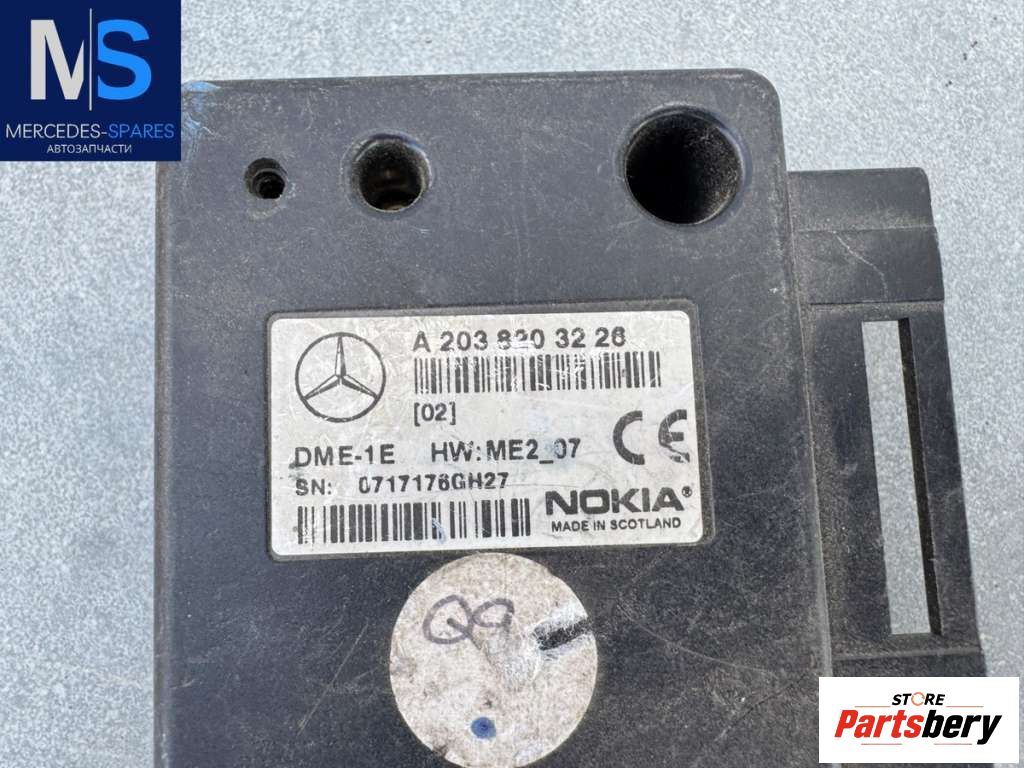 MS
MERCEDES-SPARES
АВТОЗАПЧАСТИ
A 203 820 32 26
[02]
DME-1E HW: ME2_07
CE
SN: 0717176GH27
NOKIA®
MADE IN SCOTLAND
Q9
STORE
Partsbery